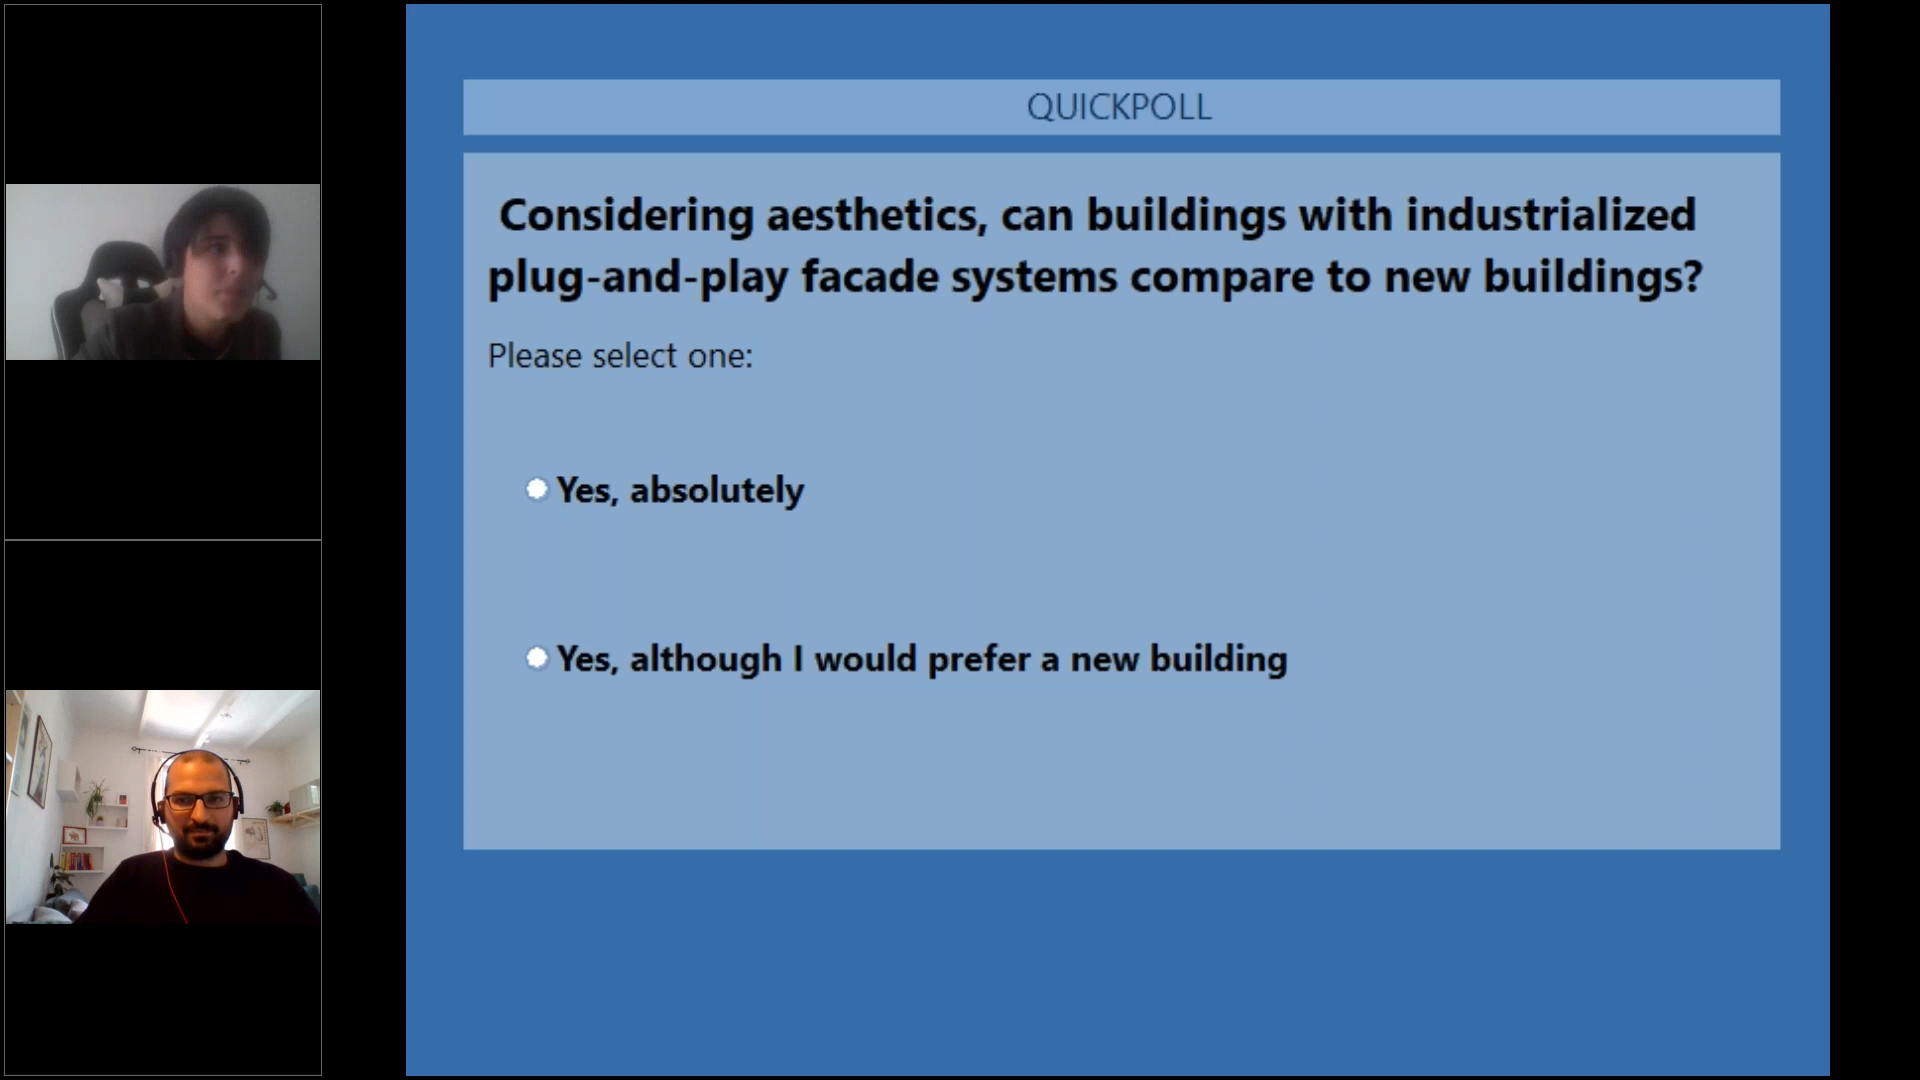 QUICKPOLL
Considering aesthetics, can buildings with industrialized
plug-and-play facade systems compare to new buildings?
Please select one:
Yes, absolutely
Yes, although I would prefer a new building